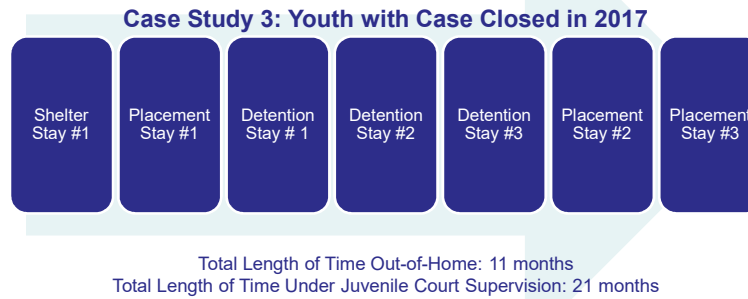 Case Study 3: Youth with Case Closed in 2017
Shelter
Stay #1
Placement
Stay #1
Detention
Stay # 1
Detention
Stay #2
Detention
Stay #3
Placement
Stay #2
Placement
Stay #3
Total Length of Time Out-of-Home: 11 months
Total Length of Time Under Juvenile Court Supervision: 21 months